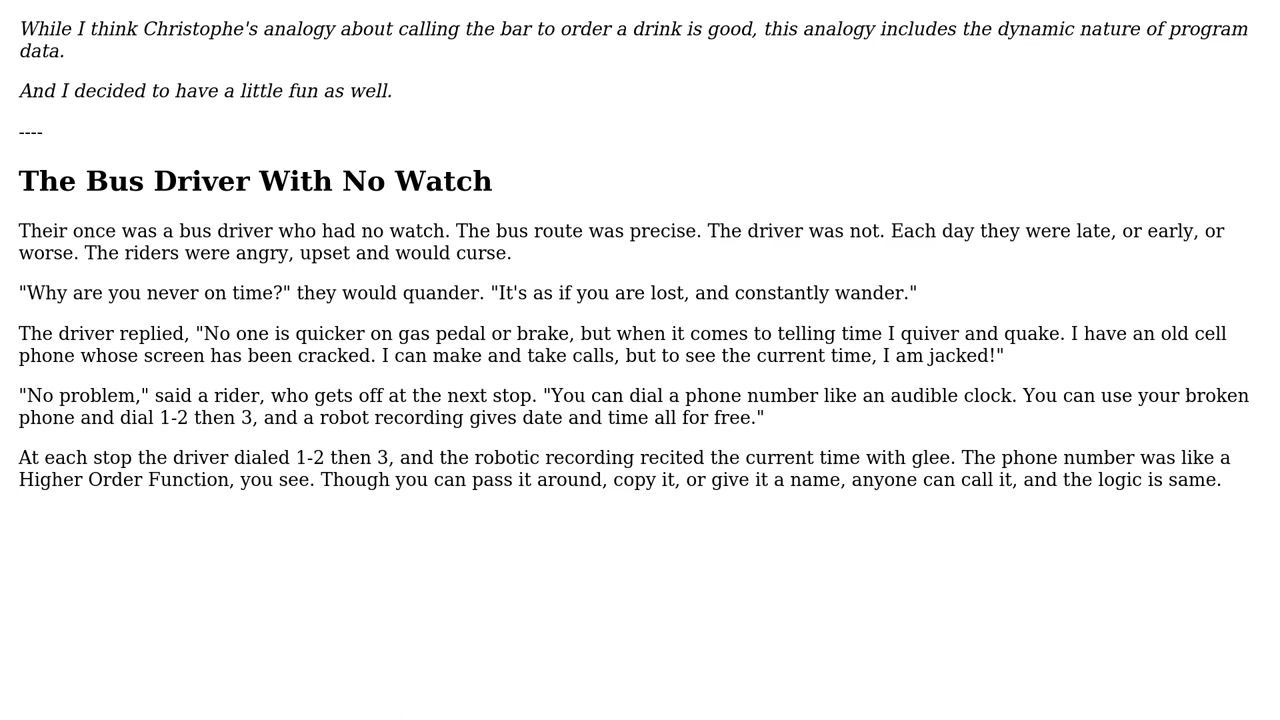 While I think Christophe's analogy about calling the bar to order a drink is good, this analogy includes the dynamic nature of program
data.
And I decided to have a little fun as well.
----
The Bus Driver With No Watch
Their once was a bus driver who had no watch. The bus route was precise. The driver was not. Each day they were late, or early, or
worse. The riders were angry, upset and would curse.
"Why are you never on time?" they would quander. "It's as if you are lost, and constantly wander."
The driver replied, "No one is quicker on gas pedal or brake, but when it comes to telling time I quiver and quake. I have an old cell
phone whose screen has been cracked. I can make and take calls, but to see the current time, I am jacked!"
"No problem," said a rider, who gets off at the next stop. "You can dial a phone number like an audible clock. You can use your broken
phone and dial 1-2 then 3, and a robot recording gives date and time all for free."
At each stop the driver dialed 1-2 then 3, and the robotic recording recited the current time with glee. The phone number was like a
Higher Order Function, you see. Though you can pass it around, copy it, or give it a name, anyone can call it, and the logic is same.